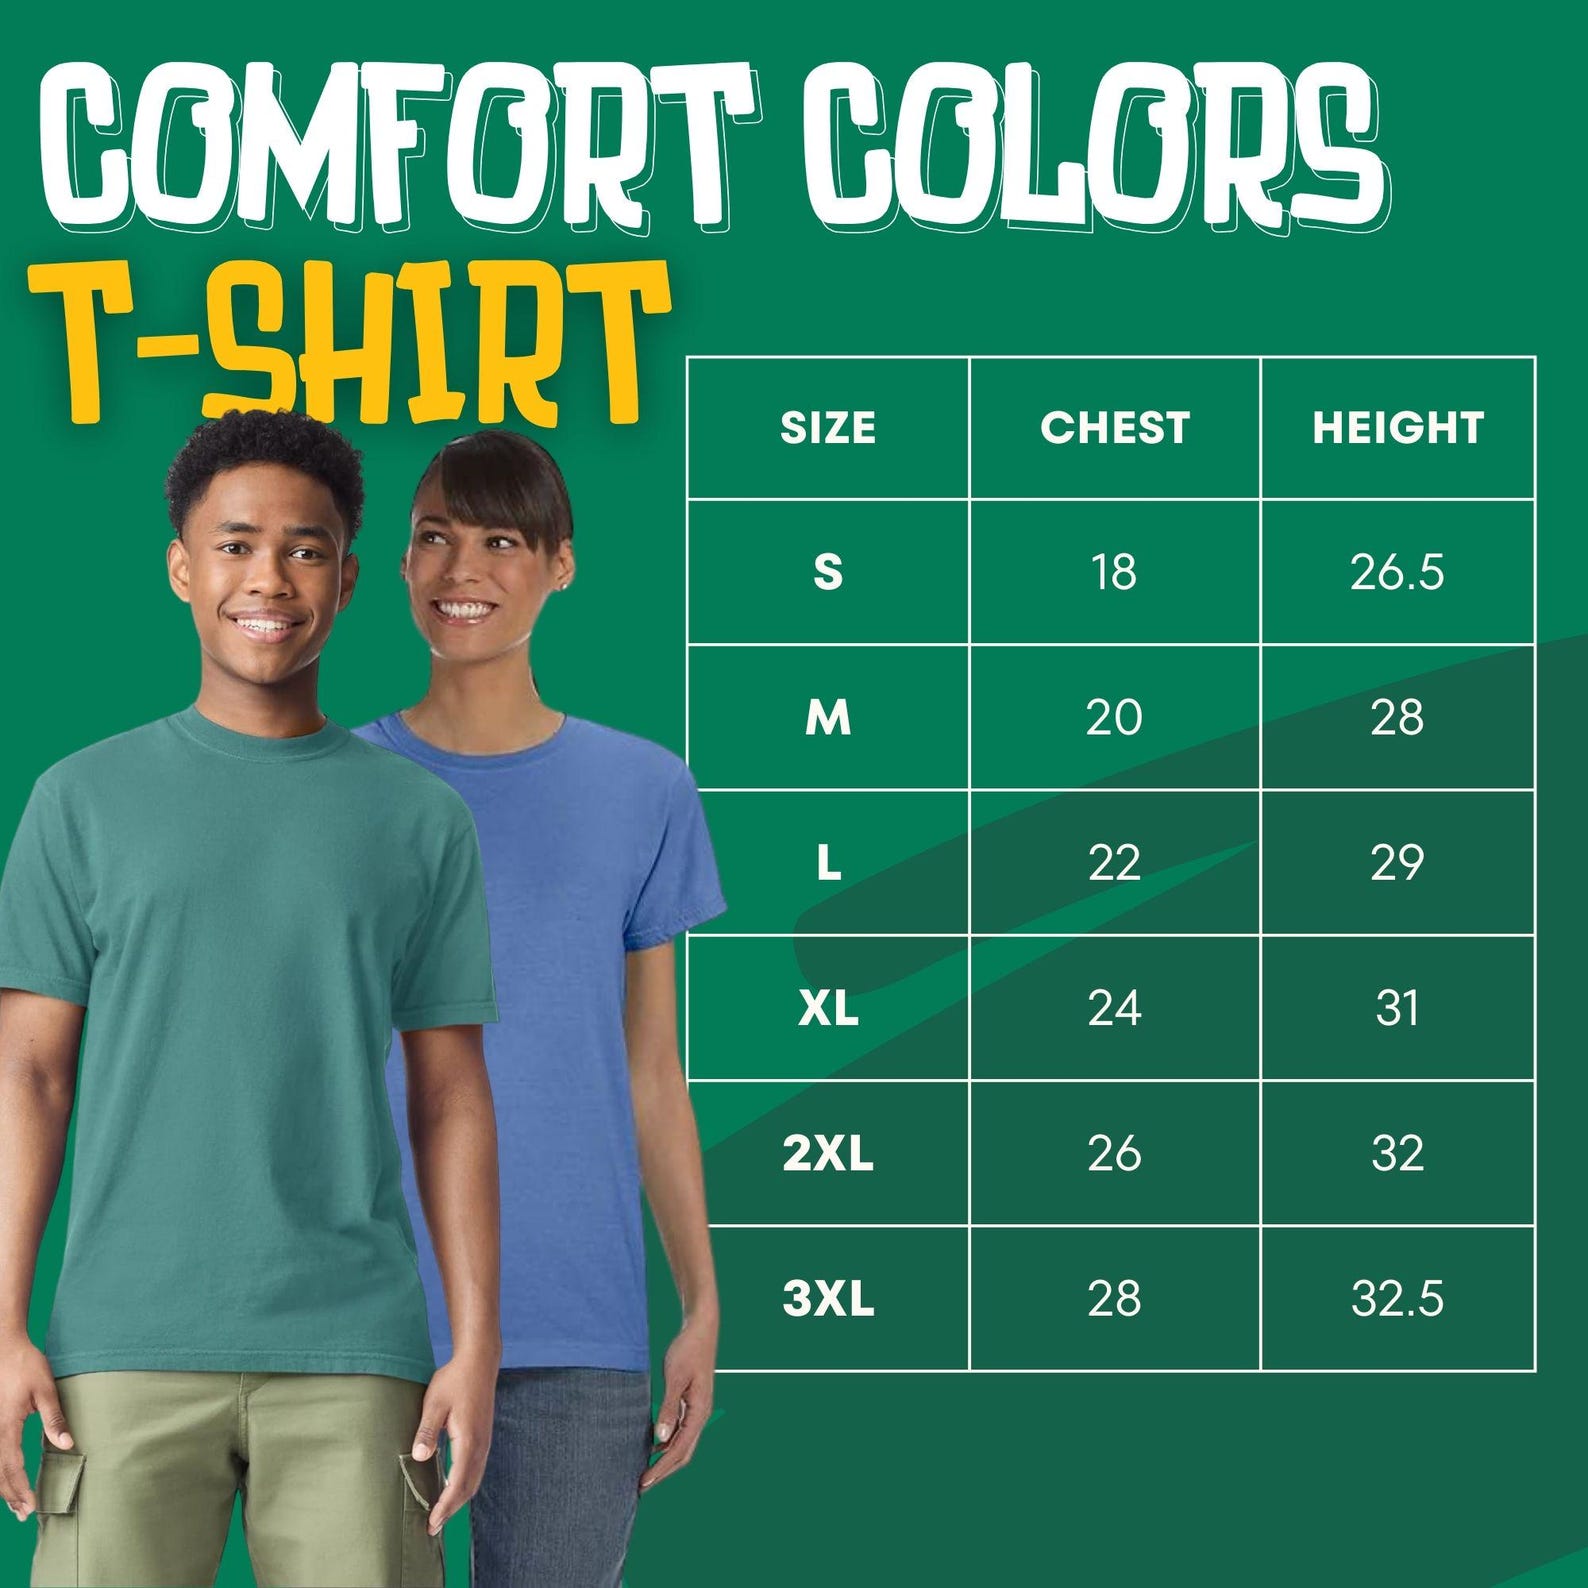 COMFORT COLORS
T-SHIRT
SIZE CHEST HEIGHT
S 18 26.5
M 20 28
L 22 29
XL 24 31
2XL 26 32
3XL 28 32.5